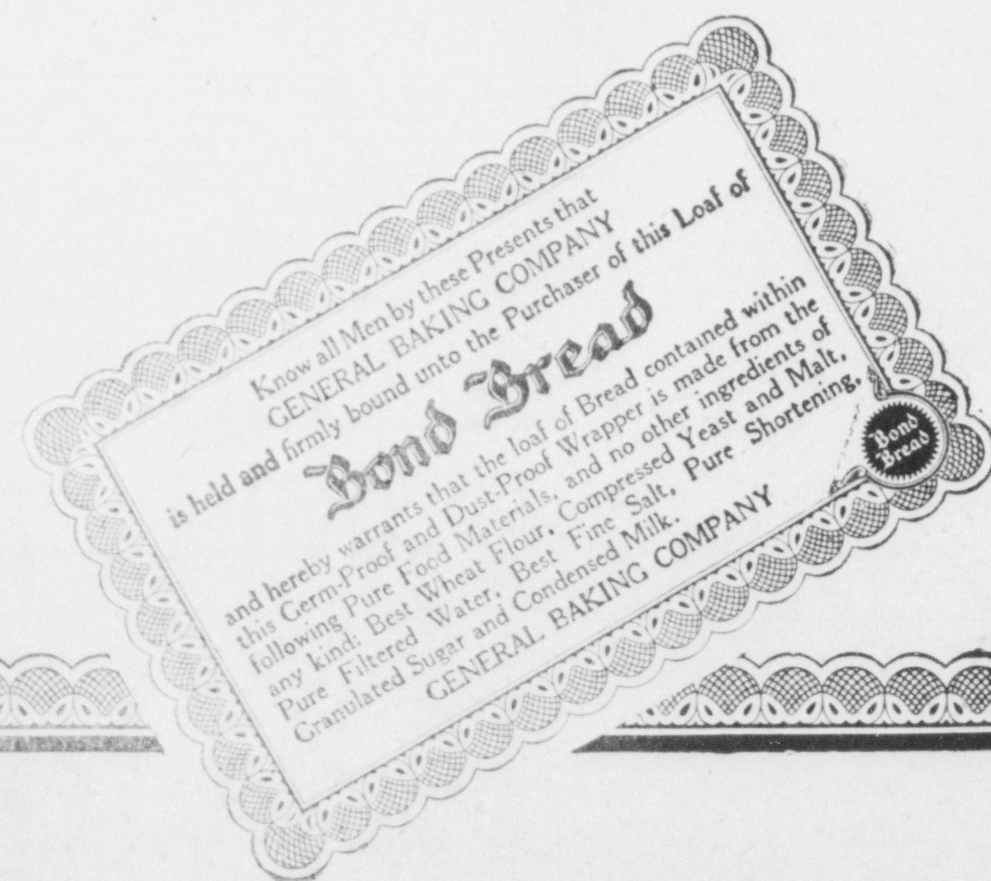 Know all Men by these Presents that
GENERAL BAKING COMPANY
is held and firmly bound unto the Purchaser of this Loaf of
Bond Bread
and hereby warrants that the loaf of Bread contained within
this Germ-Proof and Dust-Proof Wrapper is made from the
following Pure Food Materials, and no other ingredients of
any kind: Best Wheat Flour, Compressed Yeast and Malt,
Pure Filtered Water, Best Fine Salt, Pure Shortening,
Granulated Sugar and Condensed Milk.
GENERAL BAKING COMPANY
Bond
Bread